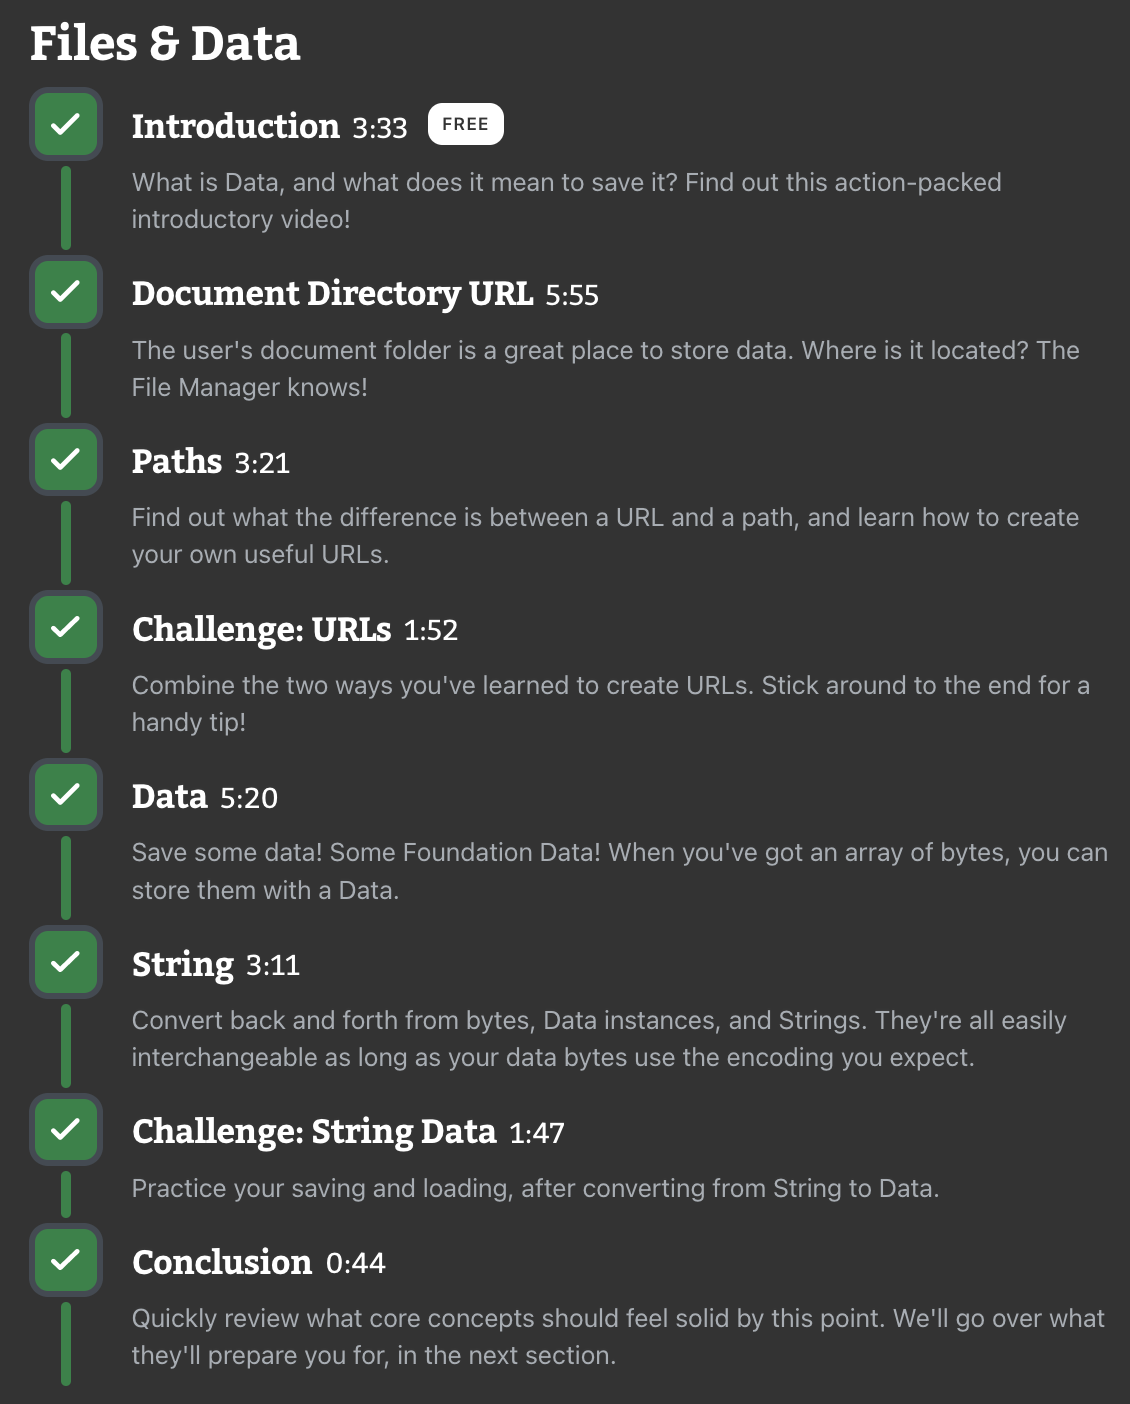 Files & Data
Introduction 3:33 FREE
What is Data, and what does it mean to save it? Find out this action-packed
introductory video!
Document Directory URL 5:55
The user's document folder is a great place to store data. Where is it located? The
File Manager knows!
Paths 3:21
Find out what the difference is between a URL and a path, and learn how to create
your own useful URLs.
Challenge: URLs 1:52
Combine the two ways you've learned to create URLs. Stick around to the end for a
handy tip!
Data 5:20
Save some data! Some Foundation Data! When you've got an array of bytes, you can
store them with a Data.
String 3:11
Convert back and forth from bytes, Data instances, and Strings. They're all easily
interchangeable as long as your data bytes use the encoding you expect.
Challenge: String Data 1:47
Practice your saving and loading, after converting from String to Data.
Conclusion 0:44
Quickly review what core concepts should feel solid by this point. We'll go over what
they'll prepare you for, in the next section.